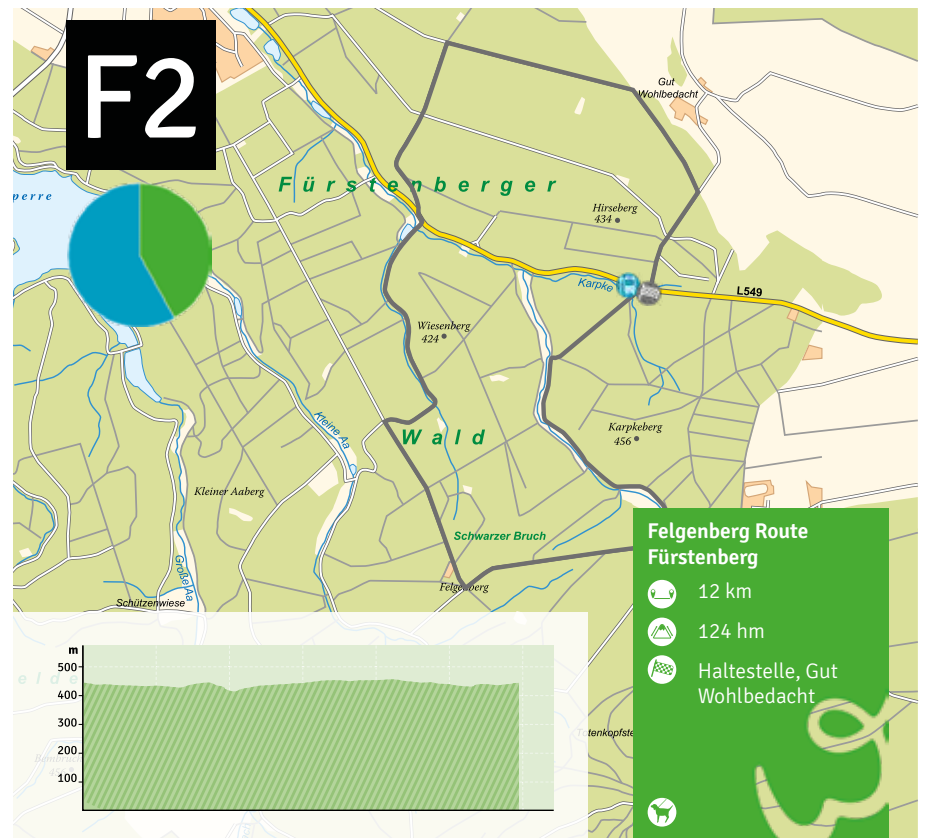 F2
Gut
Wohlbedacht
perre
Fürstenberger
Hirseberg
434
Karpke
L549
Wiesenberg
424
Kleine Aa
Wald
Karpkeberg
456
Kleiner Aaberg
Schwarzer Bruch
Große Aa
Felgenberg
Schützenwiese
Felgenberg Route
Fürstenberg
12 km
124 hm
Haltestelle, Gut
Wohlbedacht
m
500
400
300
200
100
elde